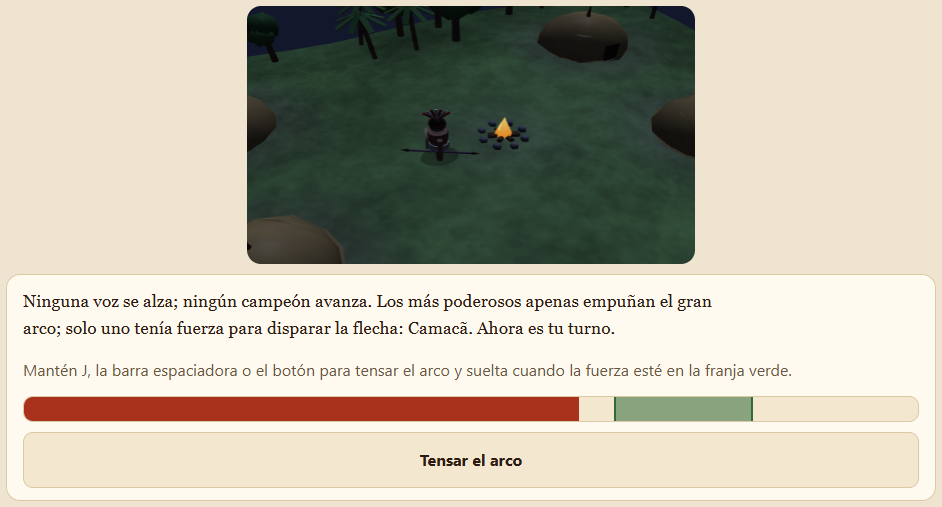 Ninguna voz se alza; ningún campeón avanza. Los más poderosos apenas empuñan el gran
arco; solo uno tenía fuerza para disparar la flecha: Camacã. Ahora es tu turno.
Mantén J, la barra espaciadora o el botón para tensar el arco y suelta cuando la fuerza esté en la franja verde.
Tensar el arco